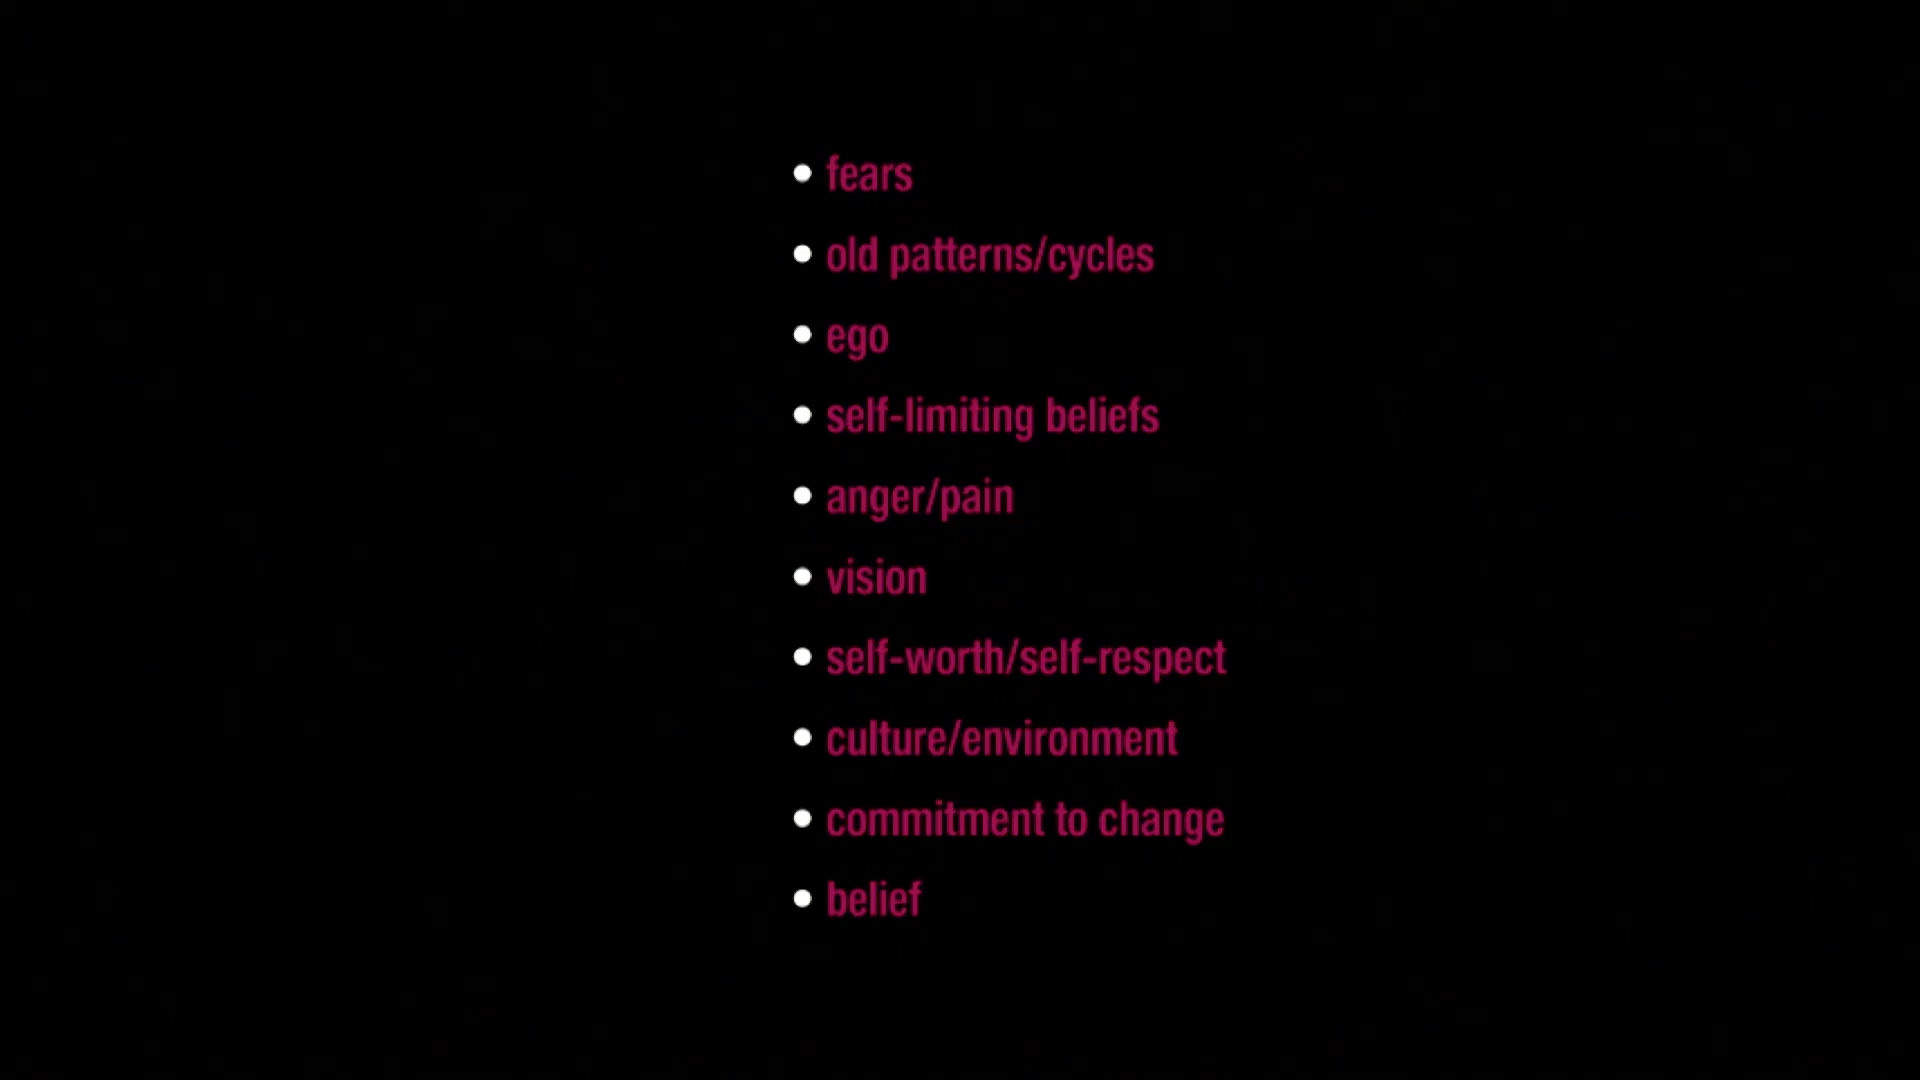 • fears
• old patterns/cycles
• ego
• self-limiting beliefs
• anger/pain
• vision
• self-worth/self-respect
• culture/environment
• commitment to change
• belief